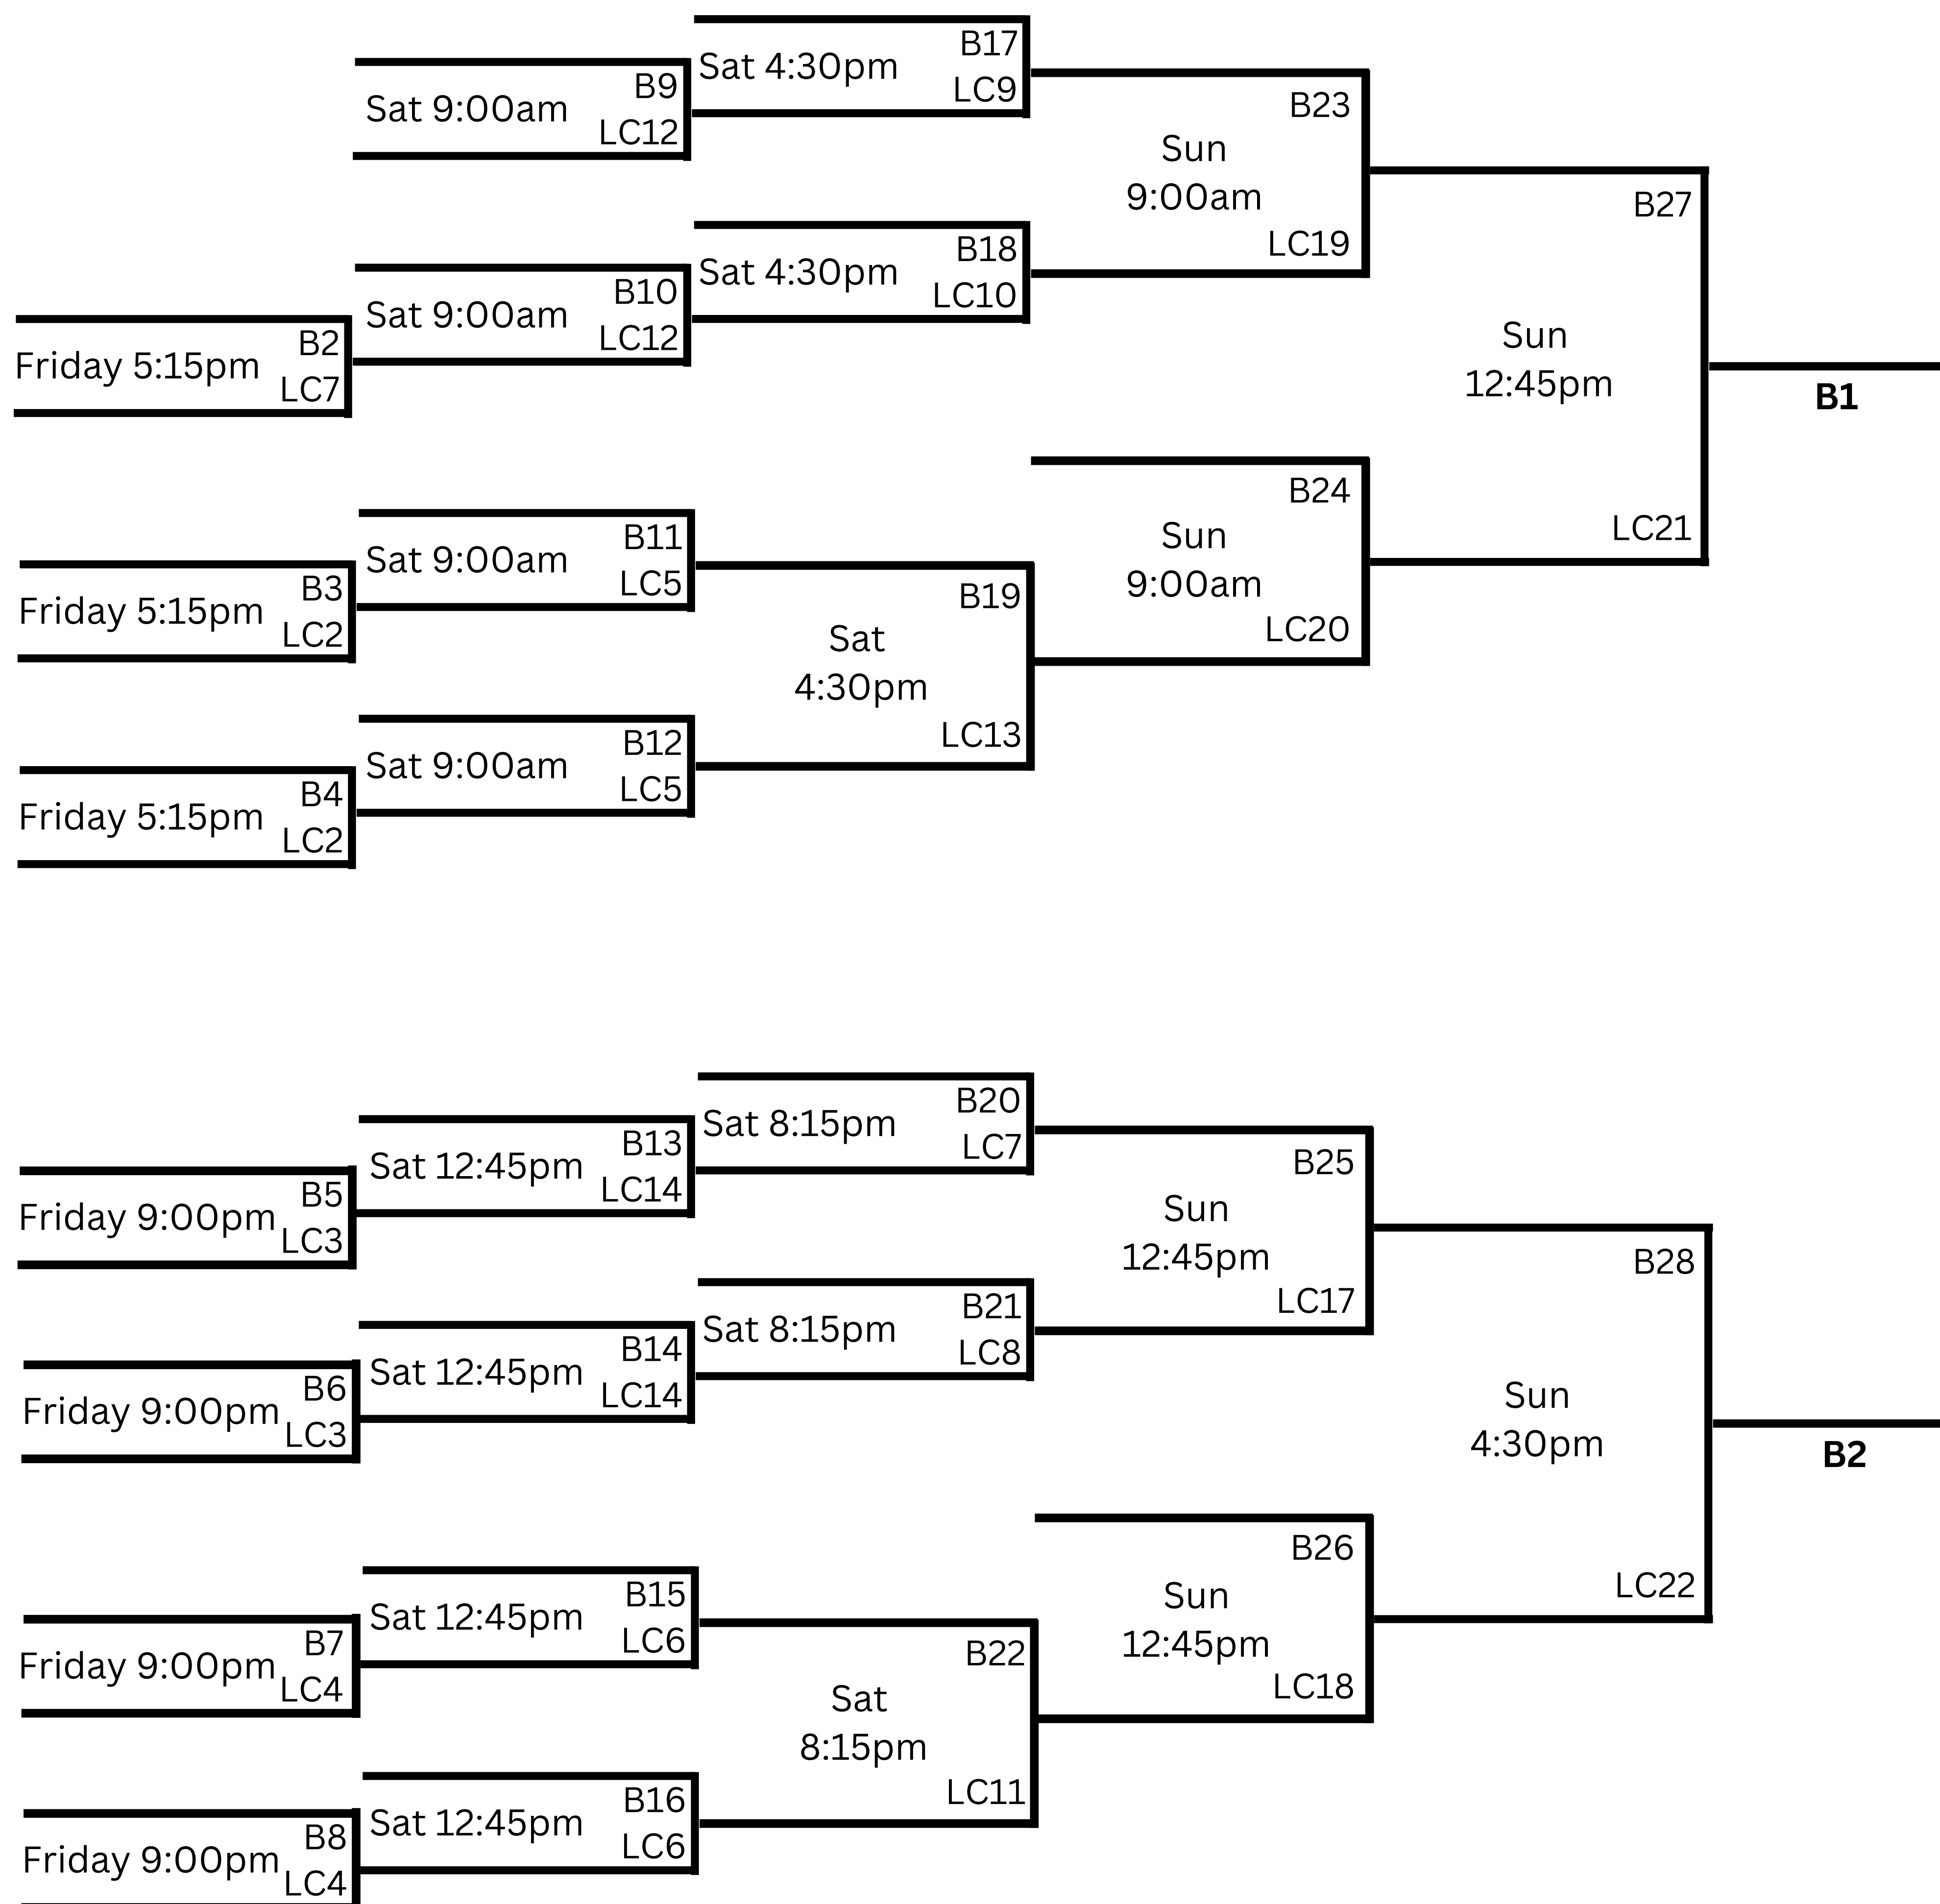 B17
Sat 4:30pm
LC9
B9
Sat 9:00am
LC12
B23
Sun
9:00am
LC19
B27
B18
Sat 4:30pm
LC10
B10
Sat 9:00am
LC12
B2
Friday 5:15pm
LC7
Sun
12:45pm
B1
B24
Sun
9:00am
LC20
LC21
B11
Sat 9:00am
LC5
B3
Friday 5:15pm
LC2
B19
Sat
4:30pm
LC13
B12
Sat 9:00am
LC5
B4
Friday 5:15pm
LC2
B20
Sat 8:15pm
LC7
B13
Sat 12:45pm
LC14
B5
Friday 9:00pm
LC3
B25
Sun
12:45pm
LC17
B28
B21
Sat 8:15pm
LC8
B14
Sat 12:45pm
LC14
B6
Friday 9:00pm
LC3
Sun
4:30pm
B2
B26
Sun
12:45pm
LC18
LC22
B15
Sat 12:45pm
LC6
B7
Friday 9:00pm
LC4
B22
Sat
8:15pm
LC11
B16
Sat 12:45pm
LC6
B8
Friday 9:00pm
LC4